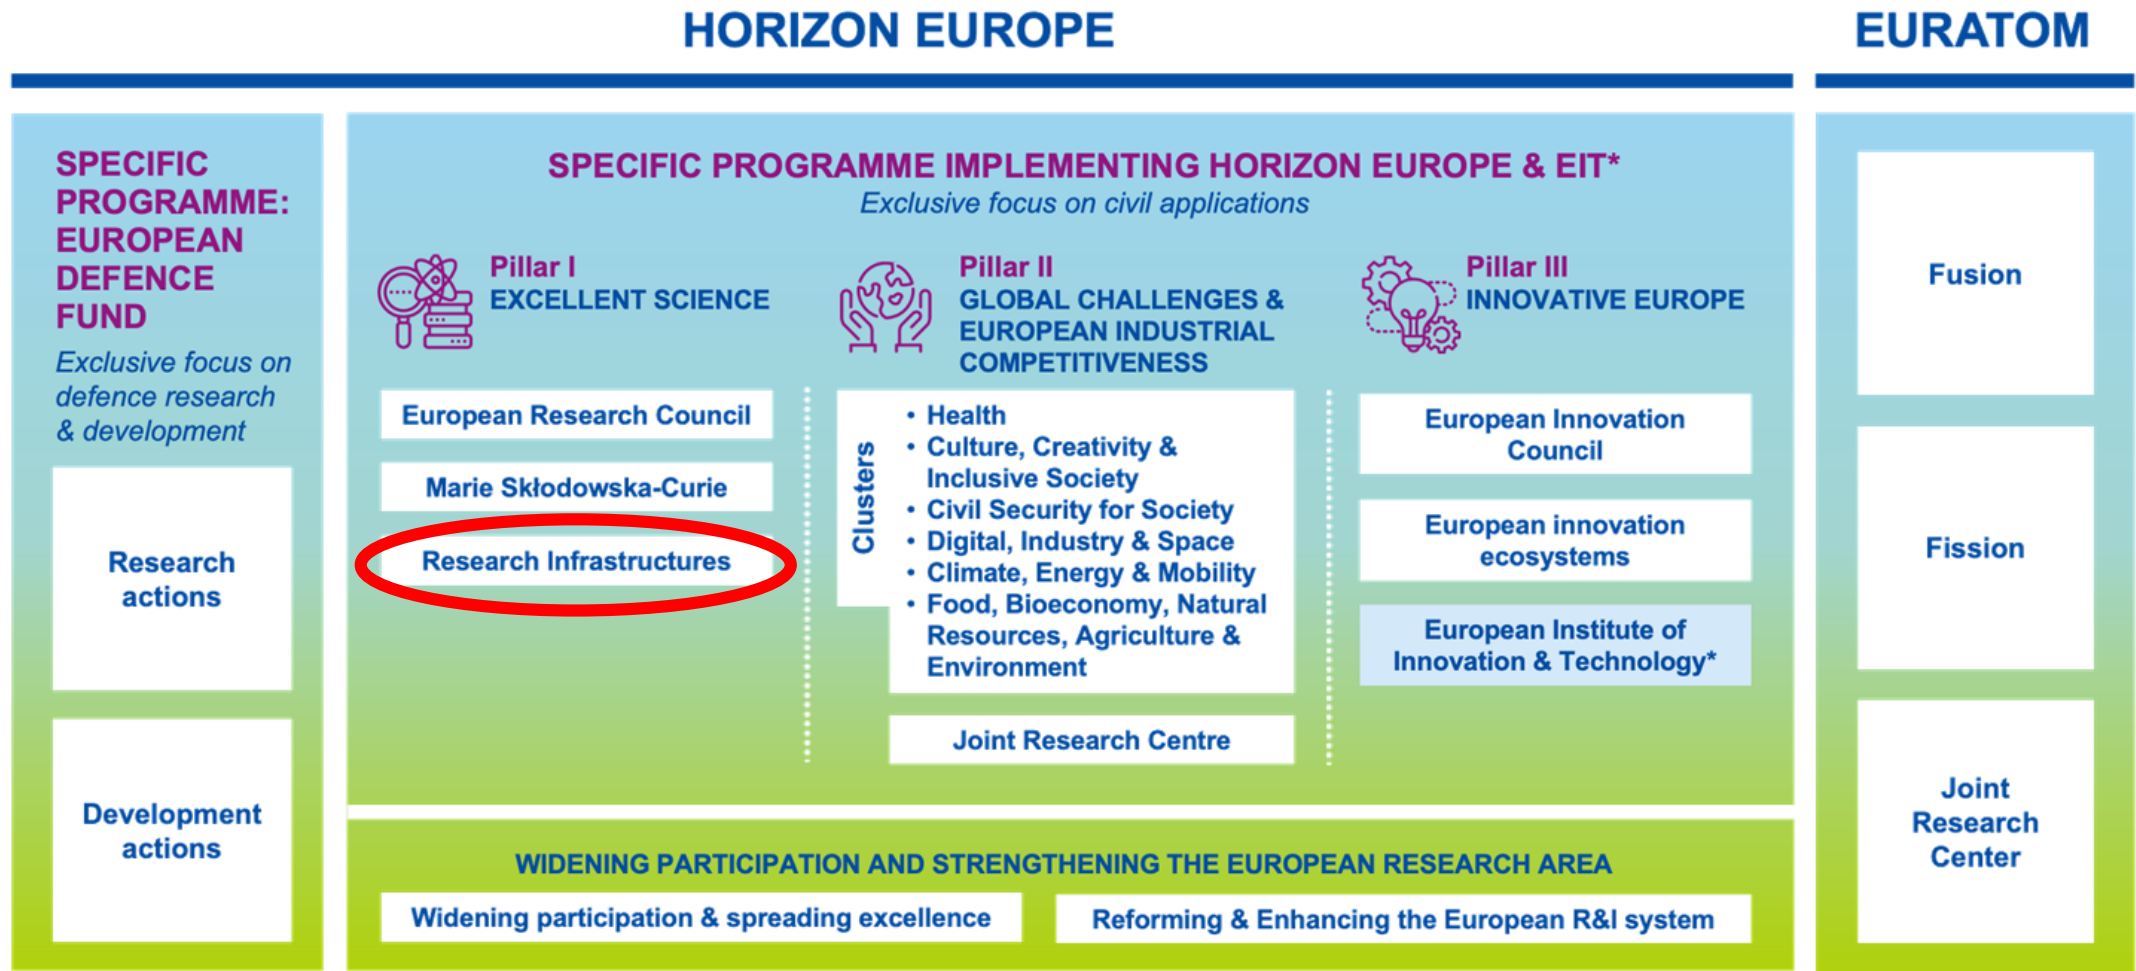 HORIZON EUROPE
EURATOM
SPECIFIC
PROGRAMME:
EUROPEAN
DEFENCE
FUND
Exclusive focus on
defence research
& development
Research
actions
Development
actions
SPECIFIC PROGRAMME IMPLEMENTING HORIZON EUROPE & EIT*
Exclusive focus on civil applications
Pillar I
EXCELLENT SCIENCE
European Research Council
Marie Skłodowska-Curie
Research Infrastructures
Pillar II
GLOBAL CHALLENGES &
EUROPEAN INDUSTRIAL
COMPETITIVENESS
Clusters
• Health
• Culture, Creativity &
Inclusive Society
• Civil Security for Society
• Digital, Industry & Space
• Climate, Energy & Mobility
• Food, Bioeconomy, Natural
Resources, Agriculture &
Environment
Joint Research Centre
Pillar III
INNOVATIVE EUROPE
European Innovation
Council
European innovation
ecosystems
European Institute of
Innovation & Technology*
WIDENING PARTICIPATION AND STRENGTHENING THE EUROPEAN RESEARCH AREA
Widening participation & spreading excellence
Reforming & Enhancing the European R&I system
Fusion
Fission
Joint
Research
Center